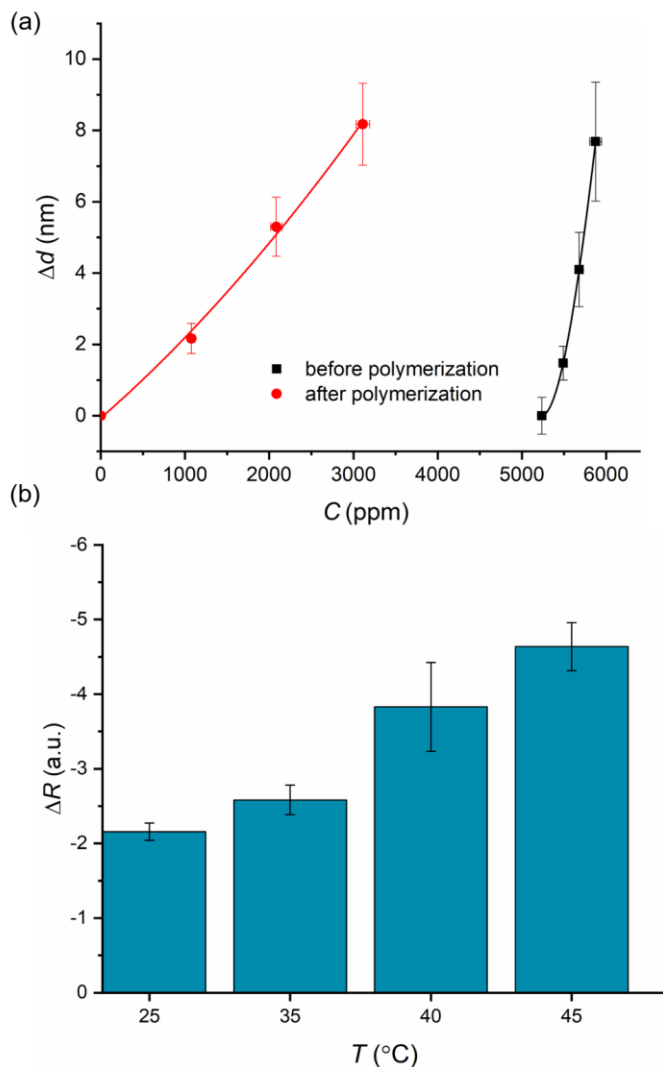 (a)
10
8
6
4
2
0
Δd (nm)
before polymerization
after polymerization
0 1000 2000 3000 4000 5000 6000
C (ppm)
(b)
-6
-5
-4
-3
-2
-1
0
ΔR (a.u.)
25 35 40 45
T (°C)